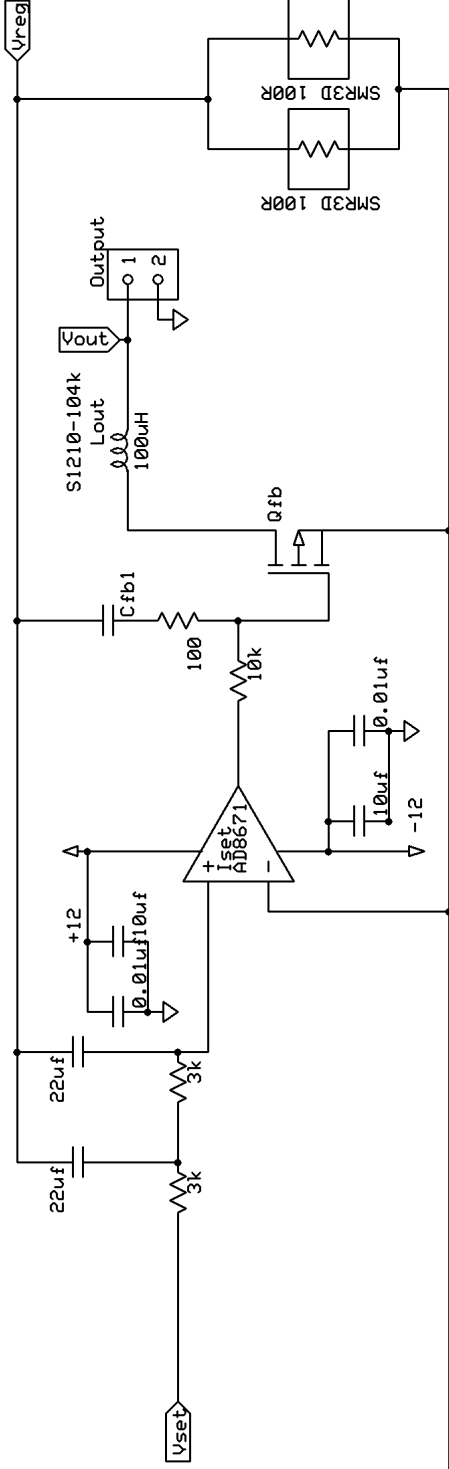 Vreg
SMR3D 100R
SMR3D 100R
Output
1
2
Vout
S1210-104k
Lout
100uH
Qfb
Cfb1
100
10k
0.01uf
10uf
-12
Iset
AD8671
+
-
+12
10uf
0.01uf
22uf
3k
22uf
3k
Vset